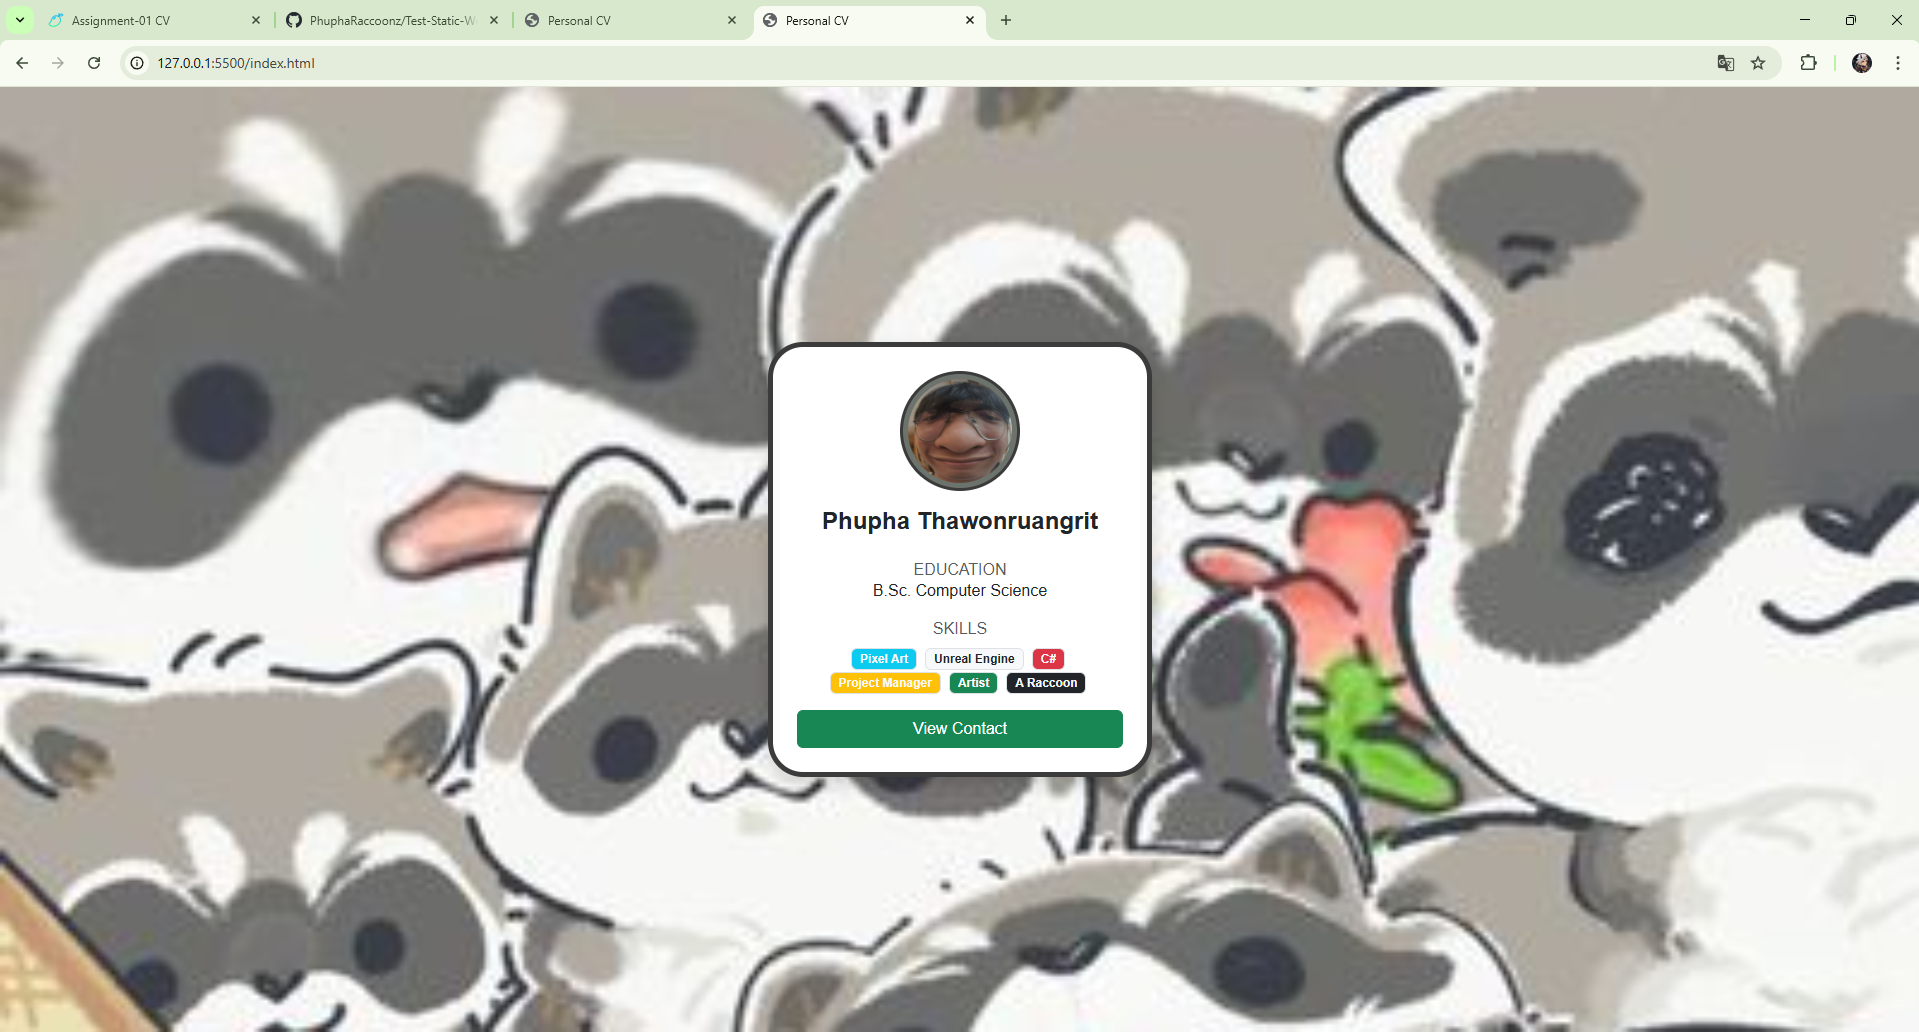 Assignment-01 CV
PhuphaRaccoonz/Test-Static-W
Personal CV
Personal CV
127.0.0.1:5500/index.html
Phupha Thawonruangrit
EDUCATION
B.Sc. Computer Science
SKILLS
Pixel Art Unreal Engine C#
Project Manager Artist A Raccoon
View Contact